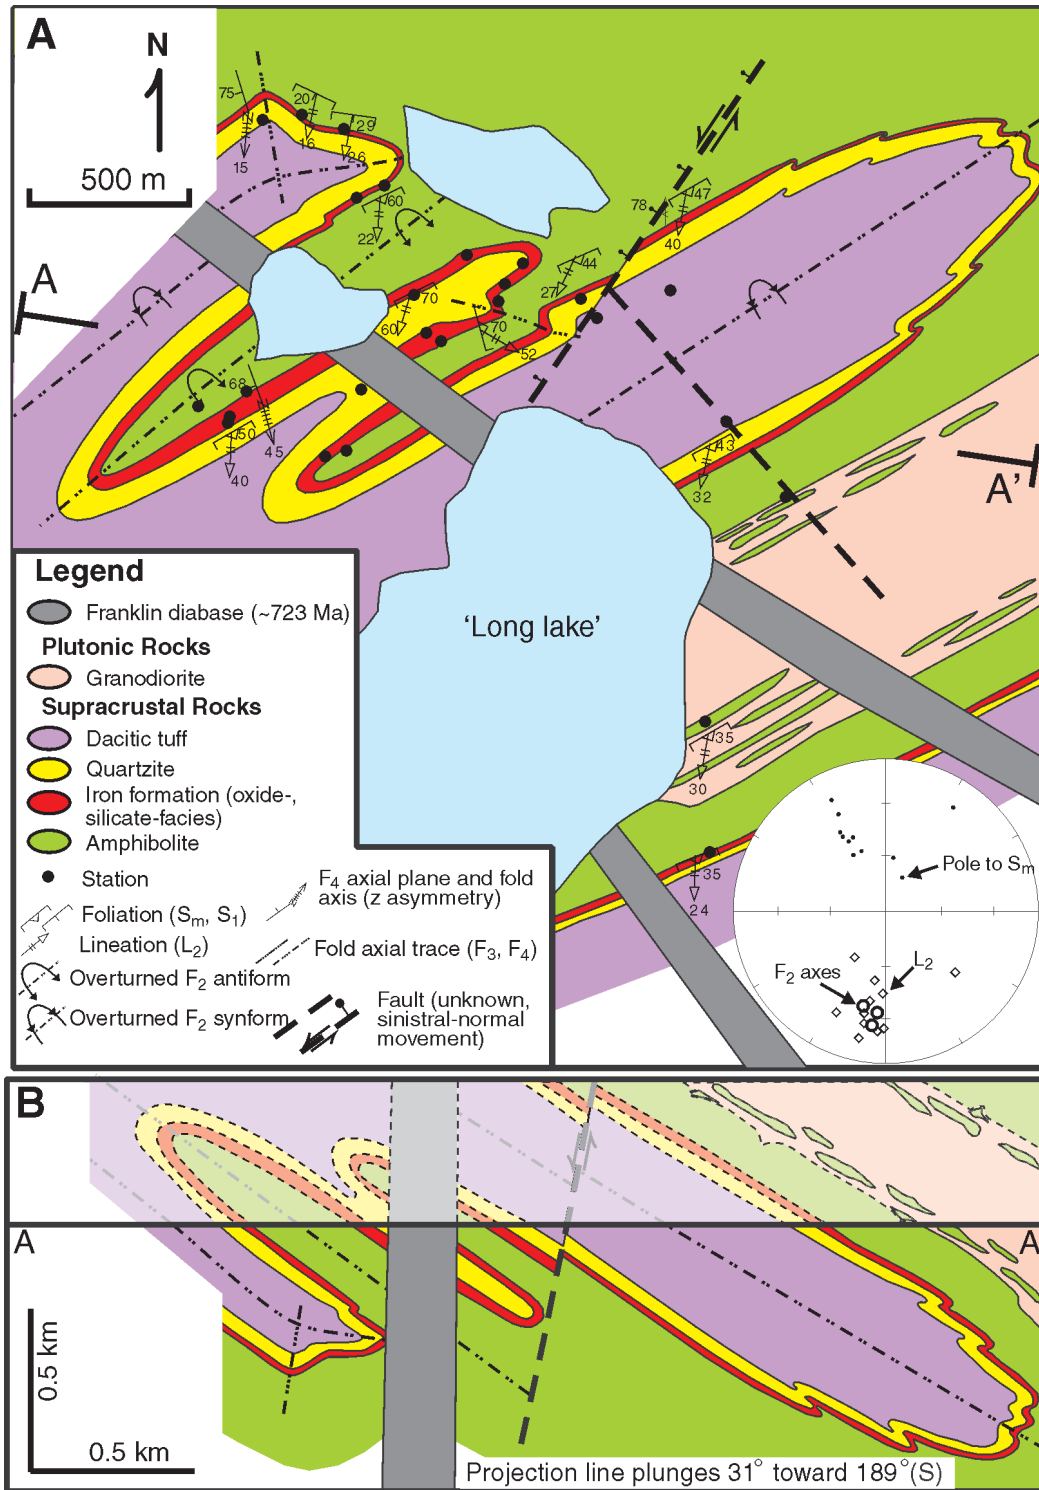 A
N
500 m
75
15
20
16
29
26
60
22
78
47
40
44
27
70
60
70
52
68
50
45
40
43
32
A
A'
Legend
Franklin diabase (~723 Ma)
Plutonic Rocks
Granodiorite
Supracrustal Rocks
Dacitic tuff
Quartzite
Iron formation (oxide-,
silicate-facies)
Amphibolite
Station
Foliation (Sm, S1)
Lineation (L2)
Overturned F2 antiform
Overturned F2 synform
F4 axial plane and fold
axis (z asymmetry)
Fold axial trace (F3, F4)
Fault (unknown,
sinistral-normal
movement)
'Long lake'
35
30
35
24
Pole to Sm
F2 axes
L2
B
A
A'
0.5 km
0.5 km
Projection line plunges 31° toward 189°(S)